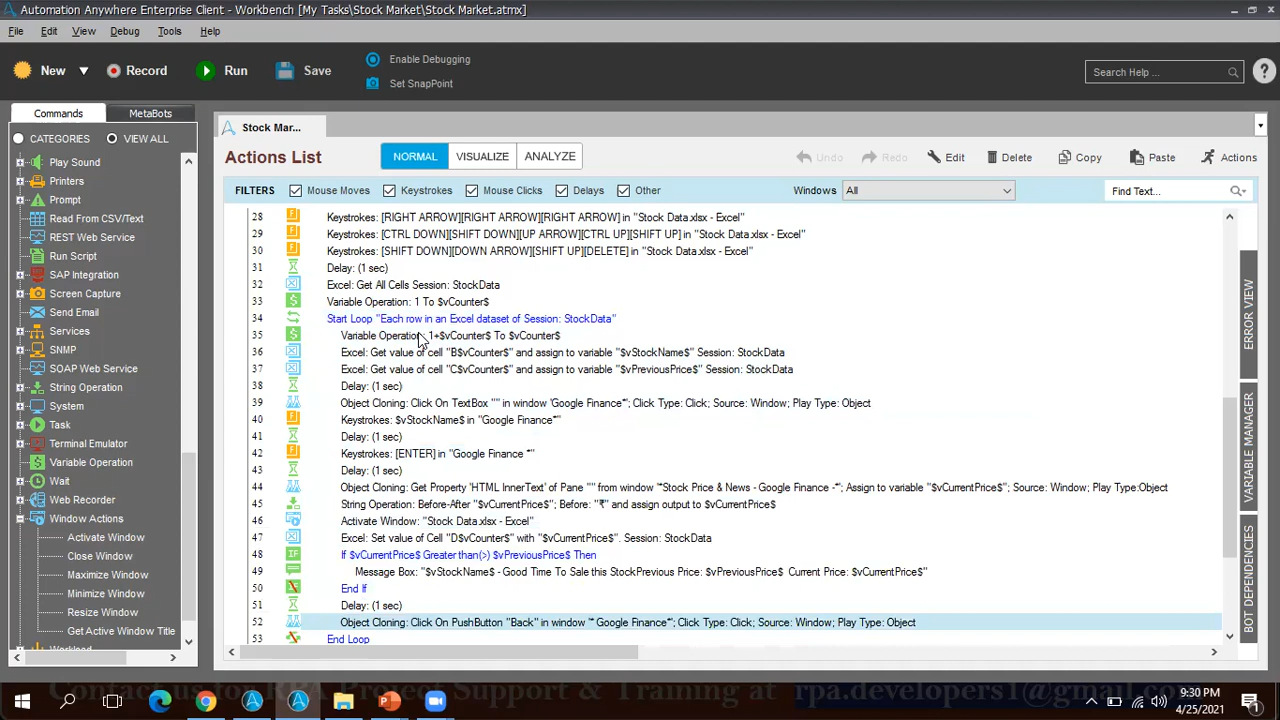 Automation Anywhere Enterprise Client - Workbench [My Tasks\Stock Market\Stock Market.atmx]
File Edit View Debug Tools Help
New Record Run Save
Enable Debugging
Set SnapPoint
Search Help ...
Commands MetaBots
CATEGORIES VIEW ALL
Play Sound
Printers
Prompt
Read From CSV/Text
REST Web Service
Run Script
SAP Integration
Screen Capture
Send Email
Services
SNMP
SOAP Web Service
String Operation
System
Task
Terminal Emulator
Variable Operation
Wait
Web Recorder
Window Actions
Activate Window
Close Window
Maximize Window
Minimize Window
Resize Window
Get Active Window Title
Stock Mar...
Actions List NORMAL VISUALIZE ANALYZE Undo Redo Edit Delete Copy Paste Actions
FILTERS Mouse Moves Keystrokes Mouse Clicks Delays Other Windows All Find Text...
28 Keystrokes: [RIGHT ARROW][RIGHT ARROW][RIGHT ARROW] in "Stock Data.xlsx - Excel"
29 Keystrokes: [CTRL DOWN][SHIFT DOWN][UP ARROW][CTRL UP][SHIFT UP] in "Stock Data.xlsx - Excel"
30 Keystrokes: [SHIFT DOWN][DOWN ARROW][SHIFT UP][DELETE] in "Stock Data.xlsx - Excel"
31 Delay: (1 sec)
32 Excel: Get All Cells Session: StockData
33 Variable Operation: 1 To $vCounter$
34 Start Loop "Each row in an Excel dataset of Session: StockData"
35 Variable Operation: 1+$vCounter$ To $vCounter$
36 Excel: Get value of cell "B$vCounter$" and assign to variable "$vStockName$" Session: StockData
37 Excel: Get value of cell "C$vCounter$" and assign to variable "$vPreviousPrice$" Session: StockData
38 Delay: (1 sec)
39 Object Cloning: Click On TextBox "" in window 'Google Finance*'; Click Type: Click; Source: Window; Play Type: Object
40 Keystrokes: $vStockName$ in "Google Finance*"
41 Delay: (1 sec)
42 Keystrokes: [ENTER] in "Google Finance *"
43 Delay: (1 sec)
44 Object Cloning: Get Property 'HTML InnerText' of Pane "" from window '*Stock Price & News - Google Finance -*'; Assign to variable "$vCurrentPrice$"; Source: Window; Play Type:Object
45 String Operation: Before-After "$vCurrentPrice$"; Before: "₹" and assign output to $vCurrentPrice$
46 Activate Window: "Stock Data.xlsx - Excel"
47 Excel: Set value of Cell "D$vCounter$" with "$vCurrentPrice$". Session: StockData
48 If $vCurrentPrice$ Greater than(>) $vPreviousPrice$ Then
49 Message Box: "$vStockName$ - Good Time To Sale this StockPrevious Price: $vPreviousPrice$ Current Price: $vCurrentPrice$"
50 End If
51 Delay: (1 sec)
52 Object Cloning: Click On PushButton "Back" in window '* Google Finance*'; Click Type: Click; Source: Window; Play Type: Object
53 End Loop
ERROR VIEW
VARIABLE MANAGER
BOT DEPENDENCIES
Contact us for RPA Project Support & Training at rpa.developers1@gmail.com
9:30 PM
4/25/2021